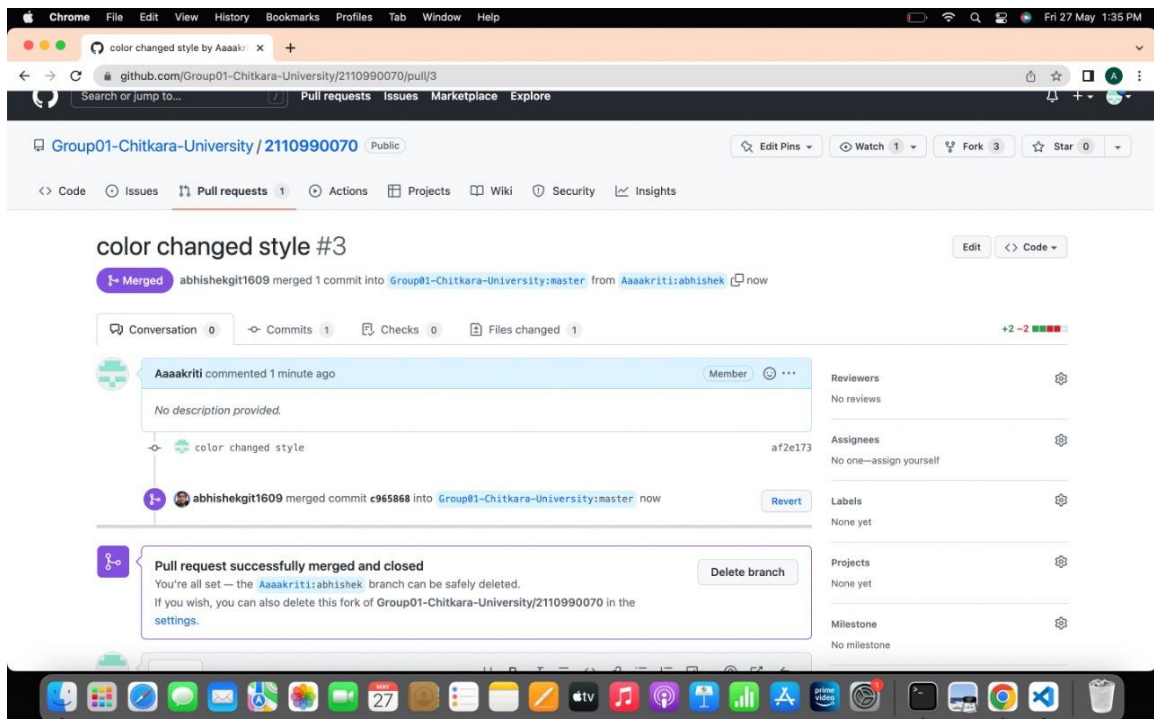 Chrome File Edit View History Bookmarks Profiles Tab Window Help Fri 27 May 1:35 PM
color changed style by Aaaakri
github.com/Group01-Chitkara-University/2110990070/pull/3 A
Search or jump to... / Pull requests Issues Marketplace Explore
Group01-Chitkara-University / 2110990070 Public Edit Pins Watch 1 Fork 3 Star 0
Code Issues Pull requests 1 Actions Projects Wiki Security Insights
color changed style #3 Edit Code
Merged abhishekgit1609 merged 1 commit into Group01-Chitkara-University:master from Aaaakriti:abhishek now
Conversation 0 Commits 1 Checks 0 Files changed 1 +2 −2
Aaaakriti commented 1 minute ago Member ...
Reviewers
No reviews
No description provided.
color changed style af2e173
Assignees
No one—assign yourself
abhishekgit1609 merged commit c965868 into Group01-Chitkara-University:master now Revert
Labels
None yet
Pull request successfully merged and closed
You're all set — the Aaaakriti:abhishek branch can be safely deleted.
If you wish, you can also delete this fork of Group01-Chitkara-University/2110990070 in the
settings.
Delete branch
Projects
None yet
Milestone
No milestone
MAY
27
tv
prime
video
1